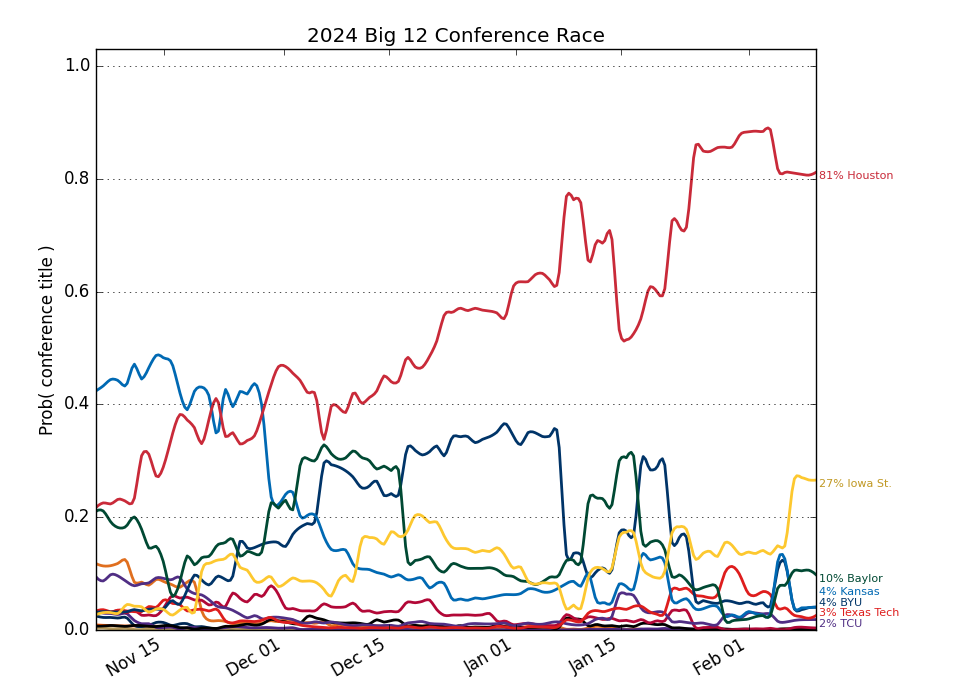 2024 Big 12 Conference Race
Prob( conference title )
1.0
0.8
0.6
0.4
0.2
0.0
Nov 15
Dec 01
Dec 15
Jan 01
Jan 15
Feb 01
81% Houston
27% Iowa St.
10% Baylor
4% Kansas
4% BYU
3% Texas Tech
2% TCU